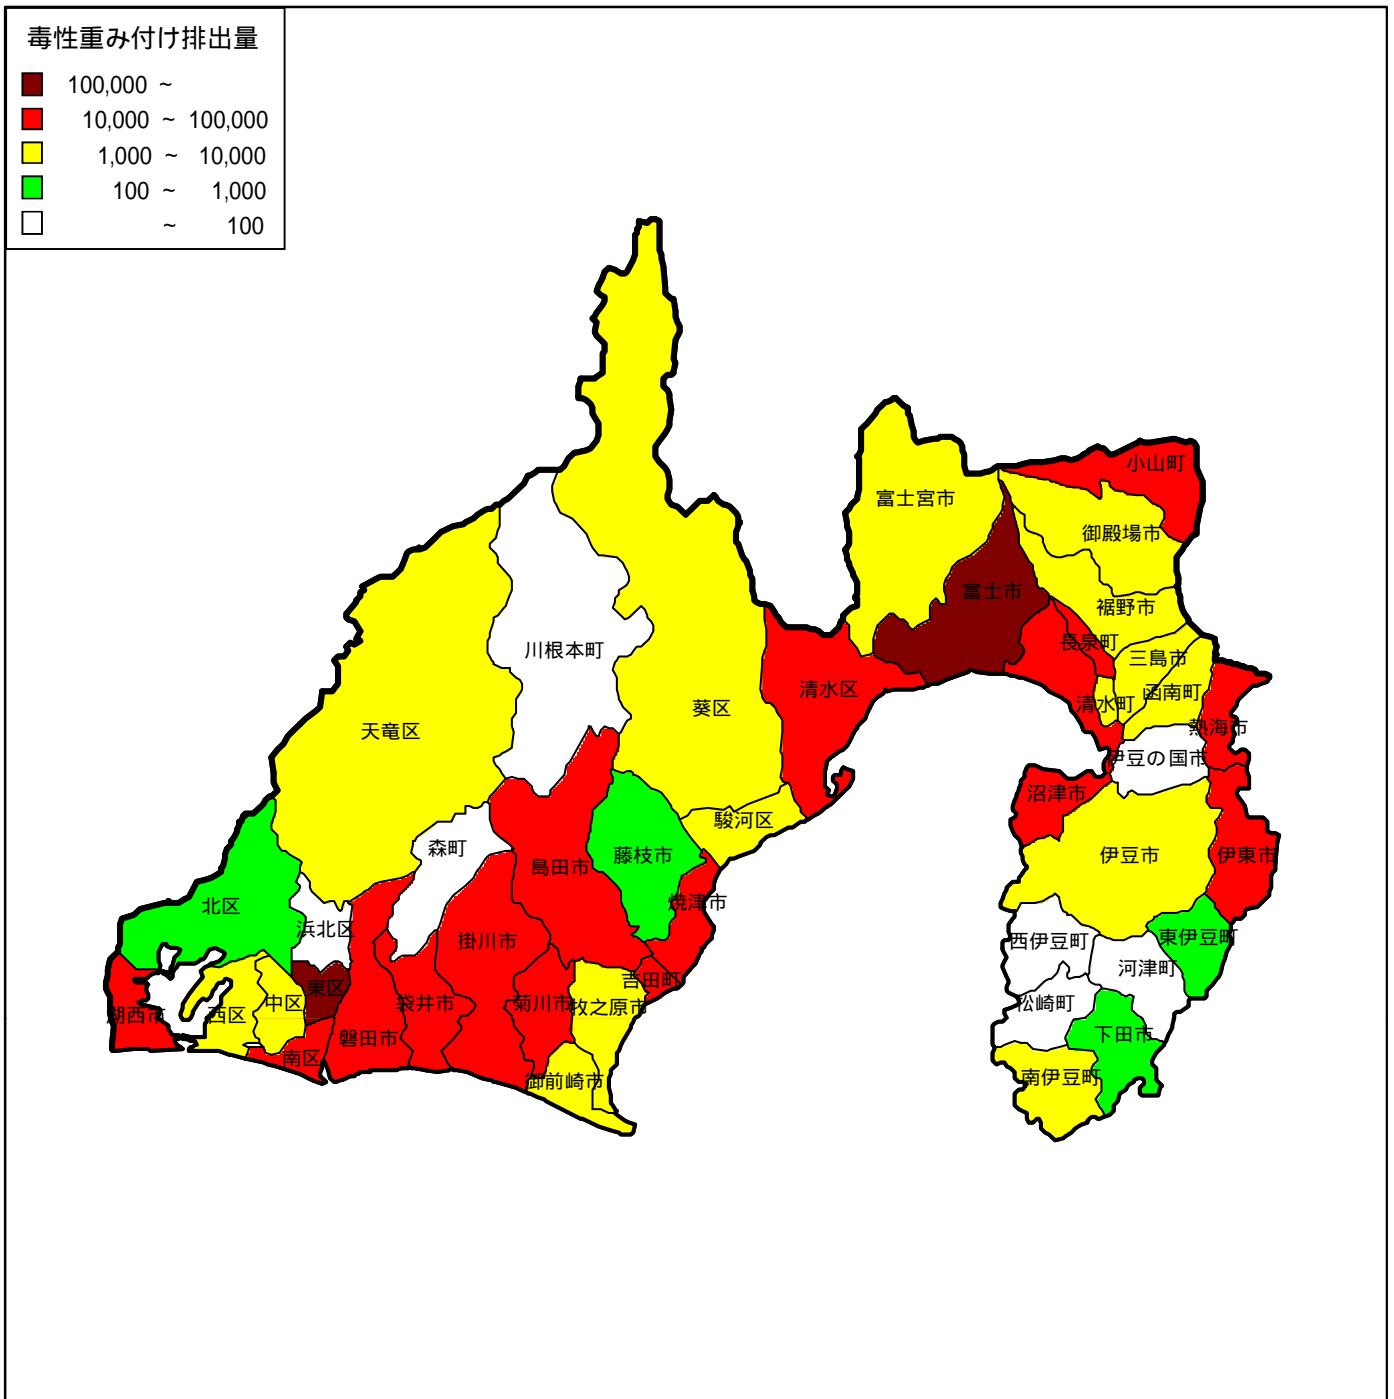 毒性重み付け排出量
100,000 ~
10,000 ~ 100,000
1,000 ~ 10,000
100 ~ 1,000
~ 100
小山町
富士宮市
御殿場市
富士市
裾野市
長泉町
川根本町
三島市
清水区
函南町
清水町
葵区
天竜区
熱海市
伊豆の国市
沼津市
駿河区
森町
藤枝市
伊豆市
伊東市
島田市
焼津市
北区
浜北区
掛川市
西伊豆町
東伊豆町
河津町
吉田町
東区
中区
袋井市
菊川市
牧之原市
松崎町
湖西市
西区
磐田市
下田市
南区
御前崎市
南伊豆町